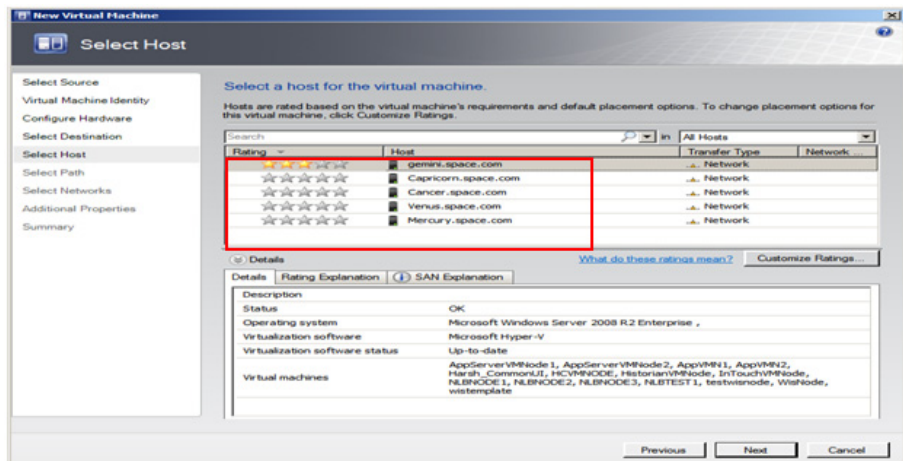 New Virtual Machine
Select Host
Select Source
Virtual Machine Identity
Configure Hardware
Select Destination
Select Host
Select Path
Select Networks
Additional Properties
Summary
Select a host for the virtual machine.
Hosts are rated based on the virtual machine's requirements and default placement options. To change placement options for
this virtual machine, click Customize Ratings.
Search in All Hosts
Rating Host Transfer Type Network ...
gemini.space.com Network
Capricorn.space.com Network
Cancer.space.com Network
Venus.space.com Network
Mercury.space.com Network
Details What do these ratings mean? Customize Ratings...
Details Rating Explanation SAN Explanation
Description
Status OK
Operating system Microsoft Windows Server 2008 R2 Enterprise ,
Virtualization software Microsoft Hyper-V
Virtualization software status Up-to-date
Virtual machines AppServerVMNode1, AppServerVMNode2, AppVMN1, AppVMN2,
Harsh_CommonUI, HCVMNODE, HistorianVMNode, InTouchVMNode,
NLBNODE1, NLBNODE2, NLBNODE3, NLBTEST1, testwisnode, WisNode,
wistemplate
Previous Next Cancel